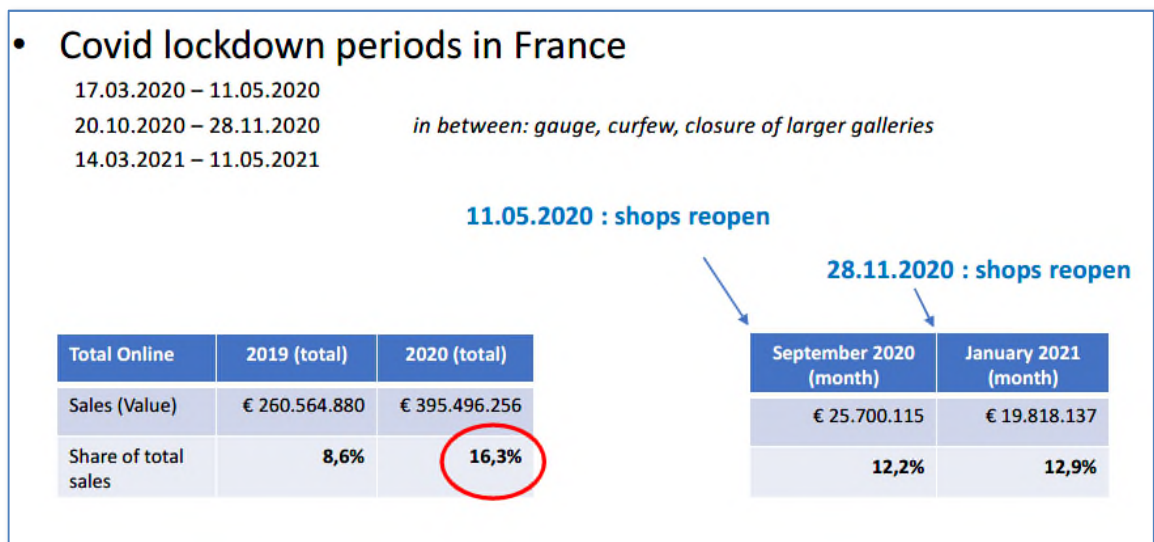 • Covid lockdown periods in France
17.03.2020 – 11.05.2020
20.10.2020 – 28.11.2020 in between: gauge, curfew, closure of larger galleries
14.03.2021 – 11.05.2021
11.05.2020 : shops reopen
28.11.2020 : shops reopen
Total Online 2019 (total) 2020 (total)
Sales (Value) € 260.564.880 € 395.496.256
Share of total 8,6% 16,3%
sales
September 2020 January 2021
(month) (month)
€ 25.700.115 € 19.818.137
12,2% 12,9%